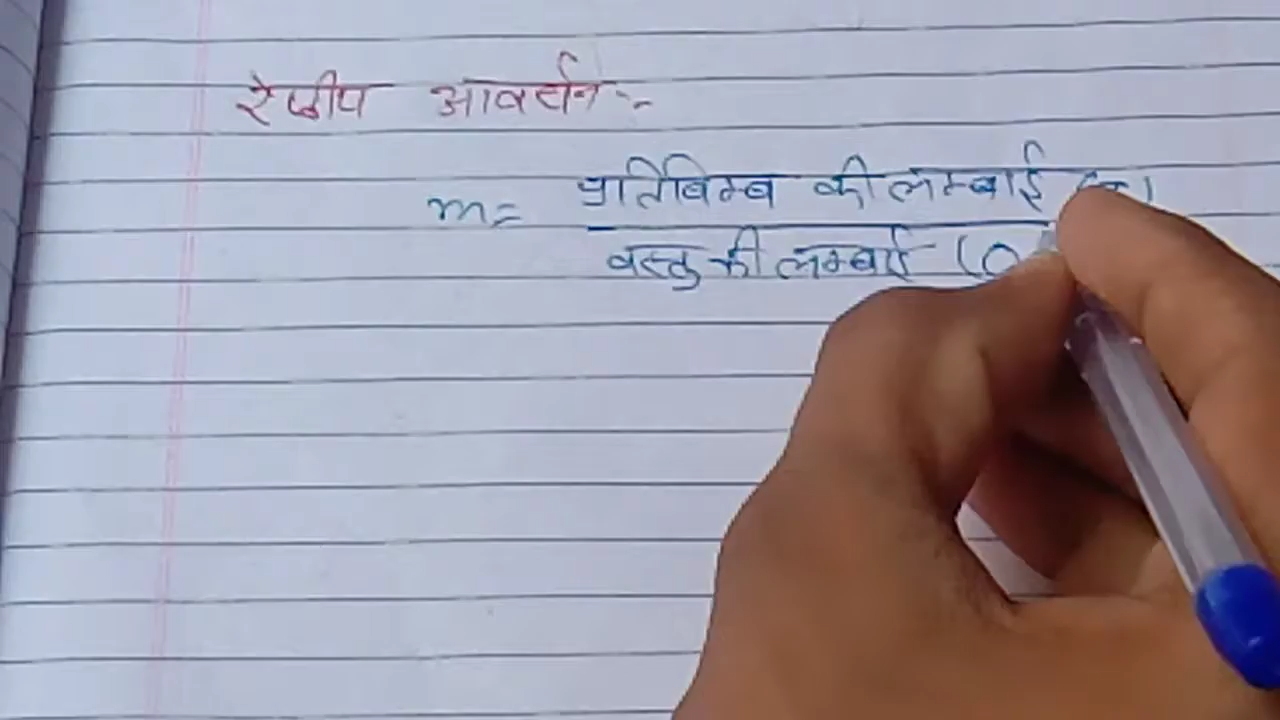 रेखीय आवर्धन :-
m = प्रतिबिम्ब की लम्बाई
वस्तु की लम्बाई (O